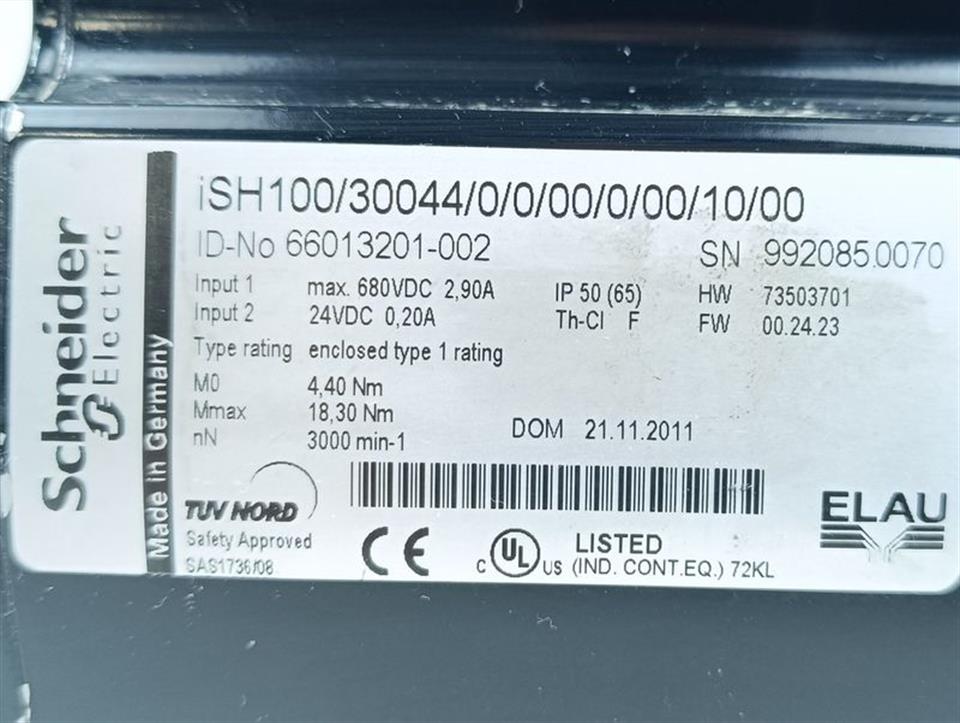 Schneider
Electric
Made in Germany
iSH100/30044/0/0/00/0/00/10/00
ID-No 66013201-002 SN 992085.0070
Input 1 max. 680VDC 2,90A IP 50 (65) HW 73503701
Input 2 24VDC 0,20A Th-Cl F FW 00.24.23
Type rating enclosed type 1 rating
M0 4,40 Nm
Mmax 18,30 Nm
nN 3000 min-1 DOM 21.11.2011
TUV NORD
Safety Approved
SAS1736/08
CE
c UL us LISTED
(IND. CONT.EQ.) 72KL
ELAU